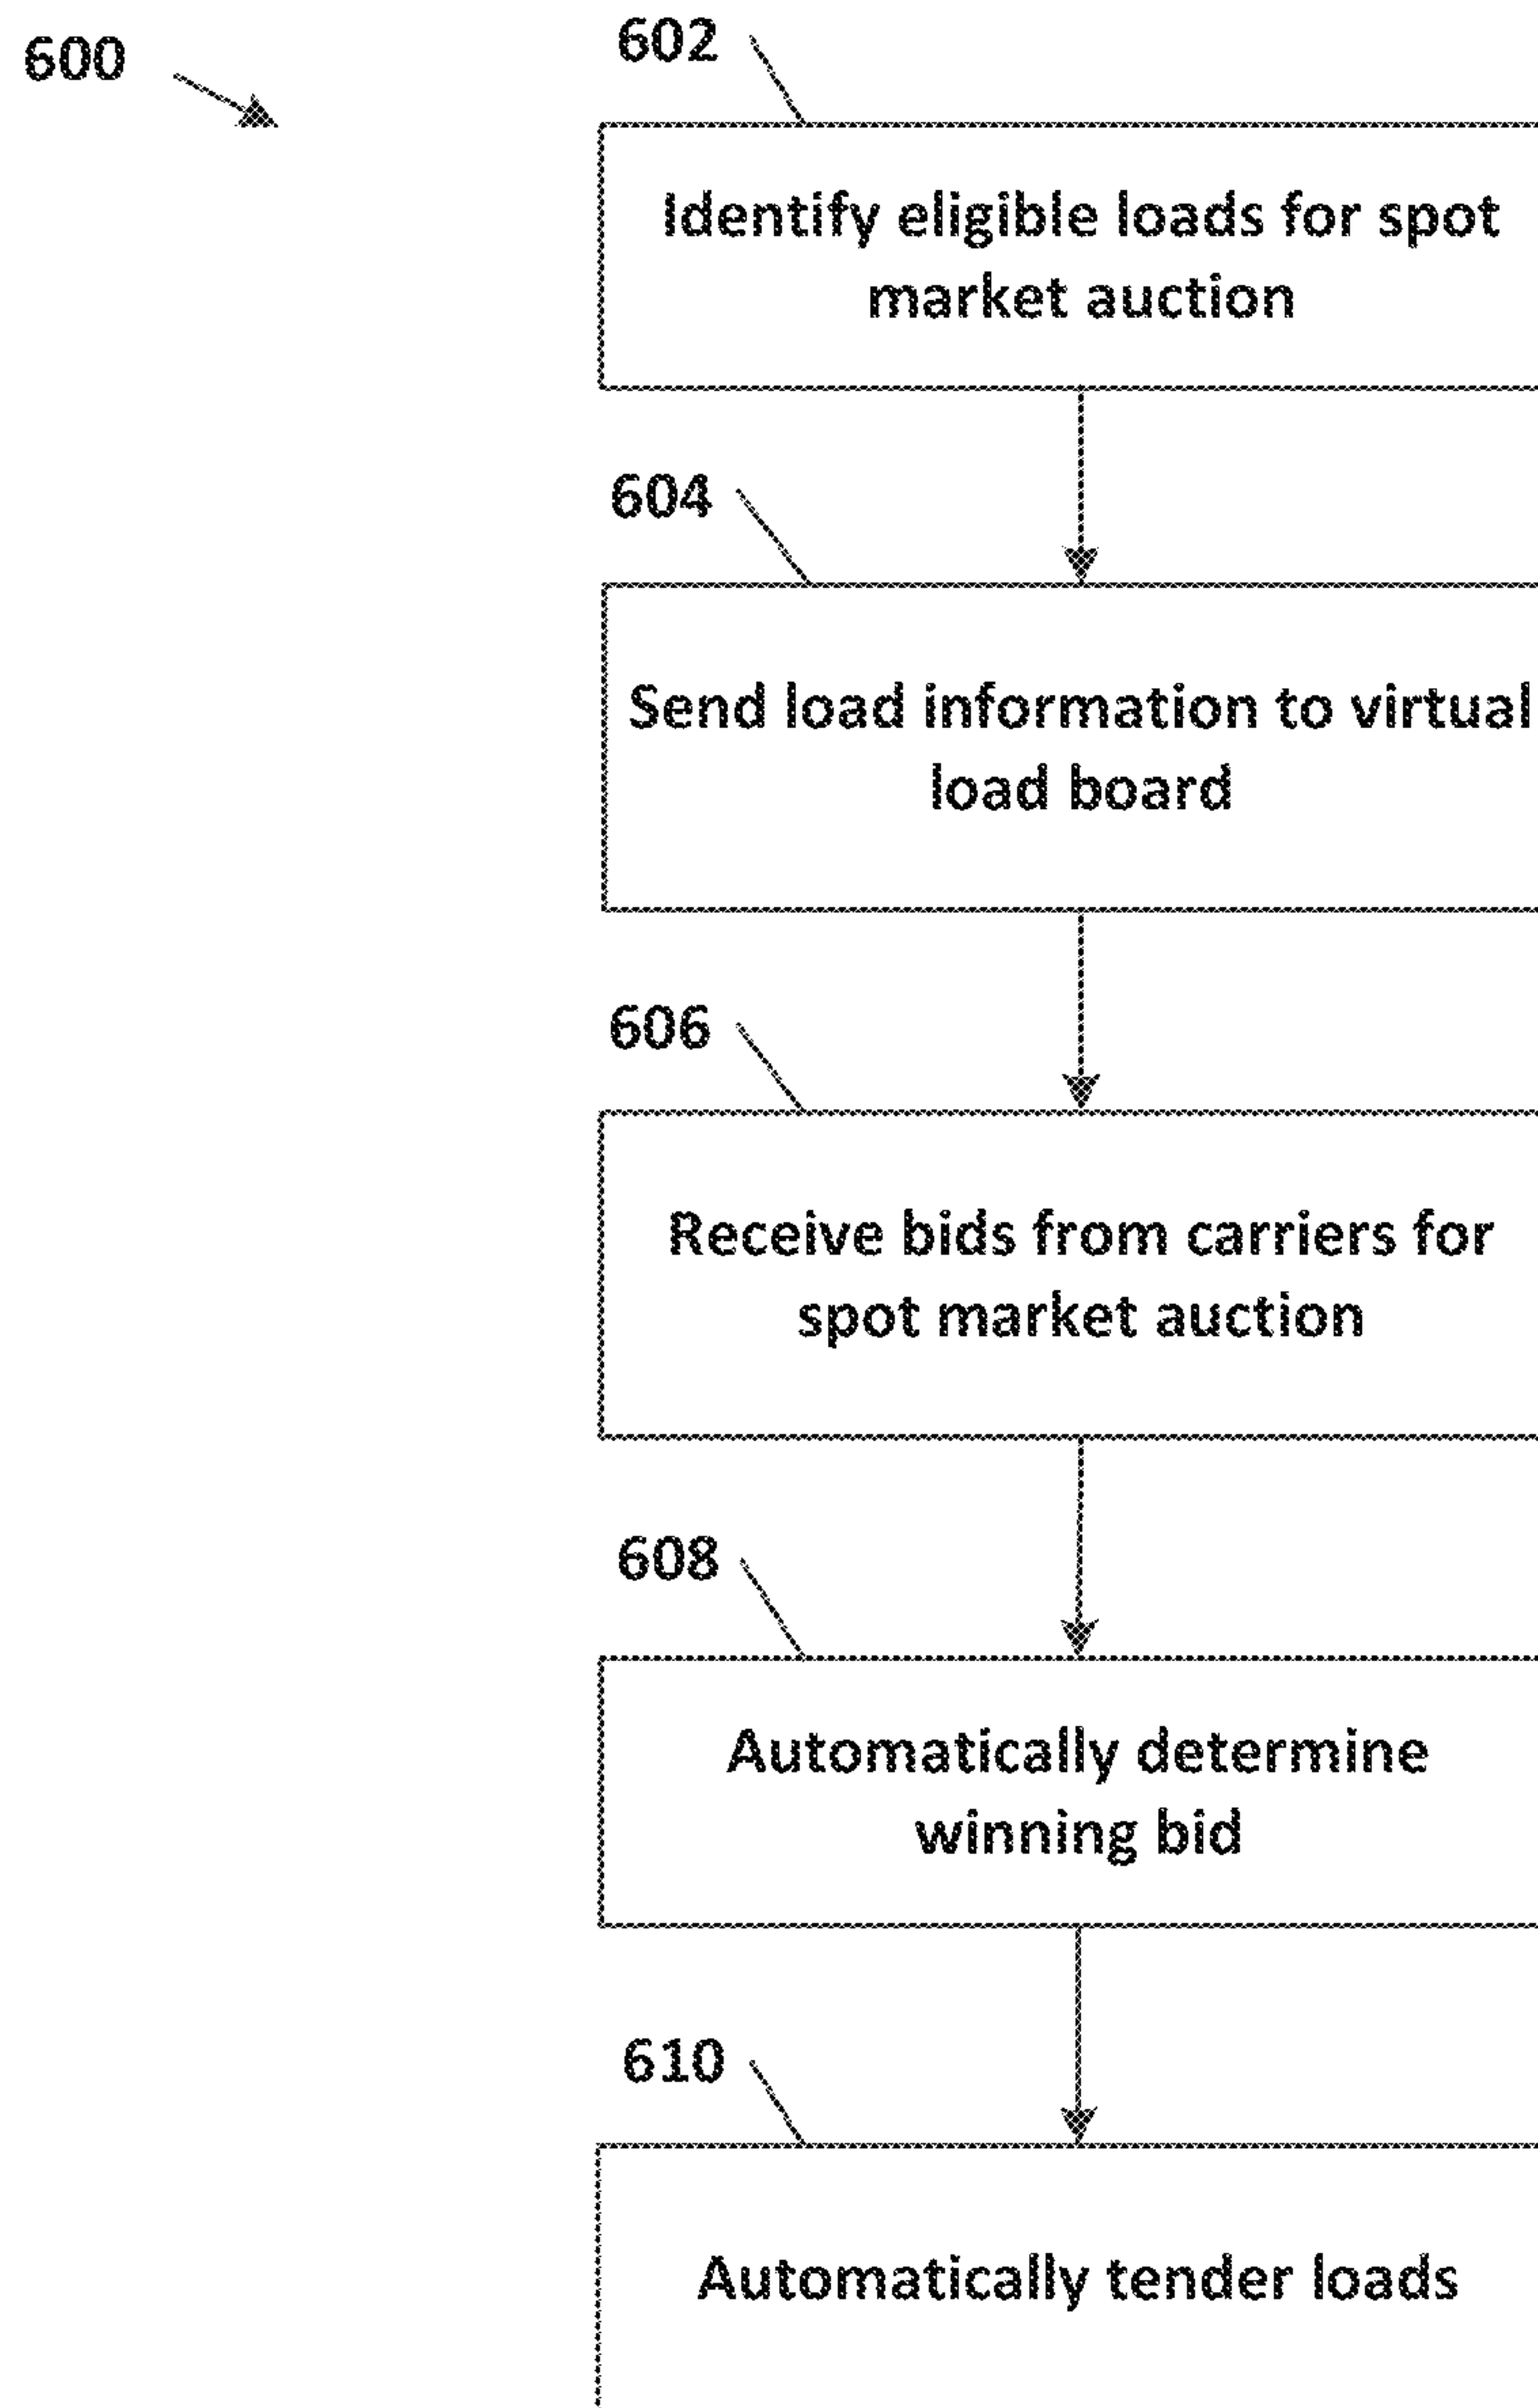 600
602
Identify eligible loads for spot
market auction
604
Send load information to virtual
load board
606
Receive bids from carriers for
spot market auction
608
Automatically determine
winning bid
610
Automatically tender loads